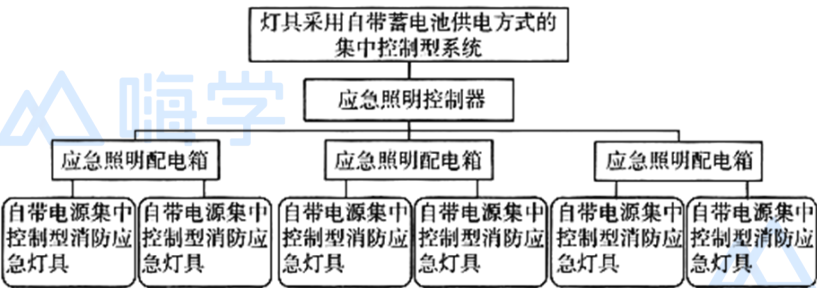 灯具采用自带蓄电池供电方式的
集中控制型系统
应急照明控制器
嗨学
应急照明配电箱
应急照明配电箱
应急照明配电箱
自带电源集中
控制型消防应
急灯具
自带电源集中
控制型消防应
急灯具
自带电源集中
控制型消防应
急灯具
自带电源集中
控制型消防应
急灯具
自带电源集中
控制型消防应
急灯具
自带电源集中
控制型消防应
急灯具